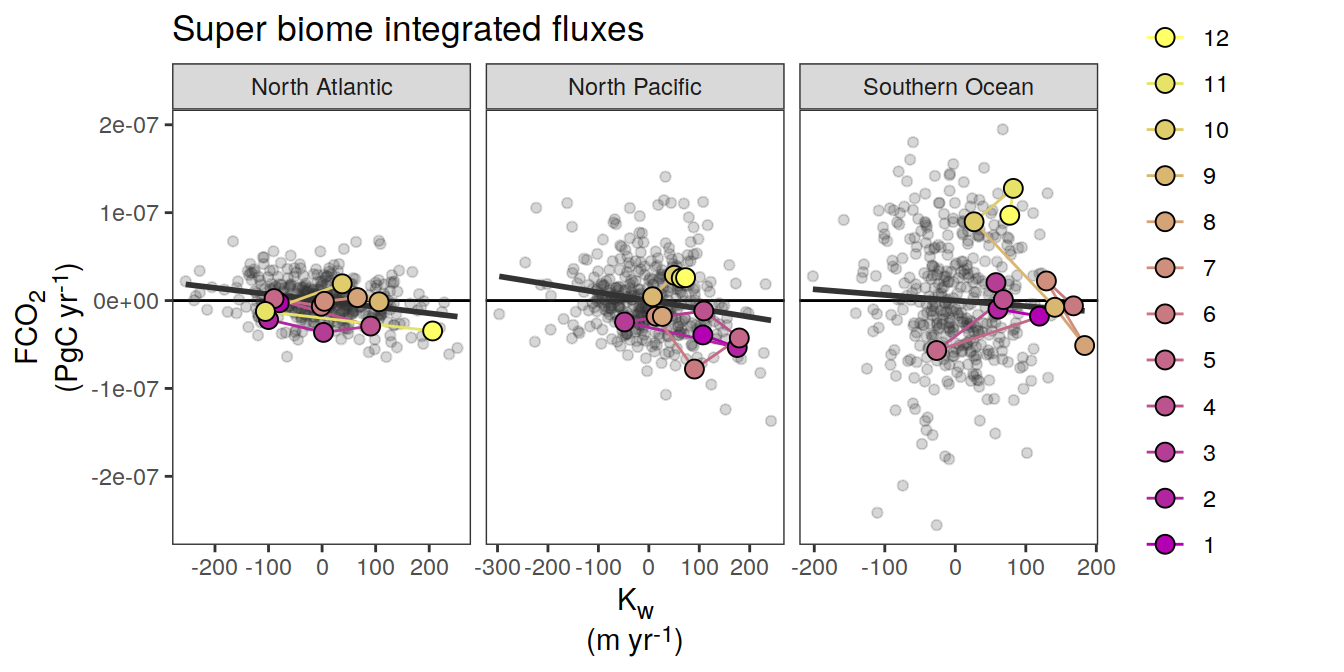 Super biome integrated fluxes
North Atlantic
North Pacific
Southern Ocean
2e-07
1e-07
0e+00
-1e-07
-2e-07
FCO₂
(PgC yr⁻¹)
-200 -100 0 100 200
-300 -200 -100 0 100 200
-200 -100 0 100 200
K_w
(m yr⁻¹)
12
11
10
9
8
7
6
5
4
3
2
1